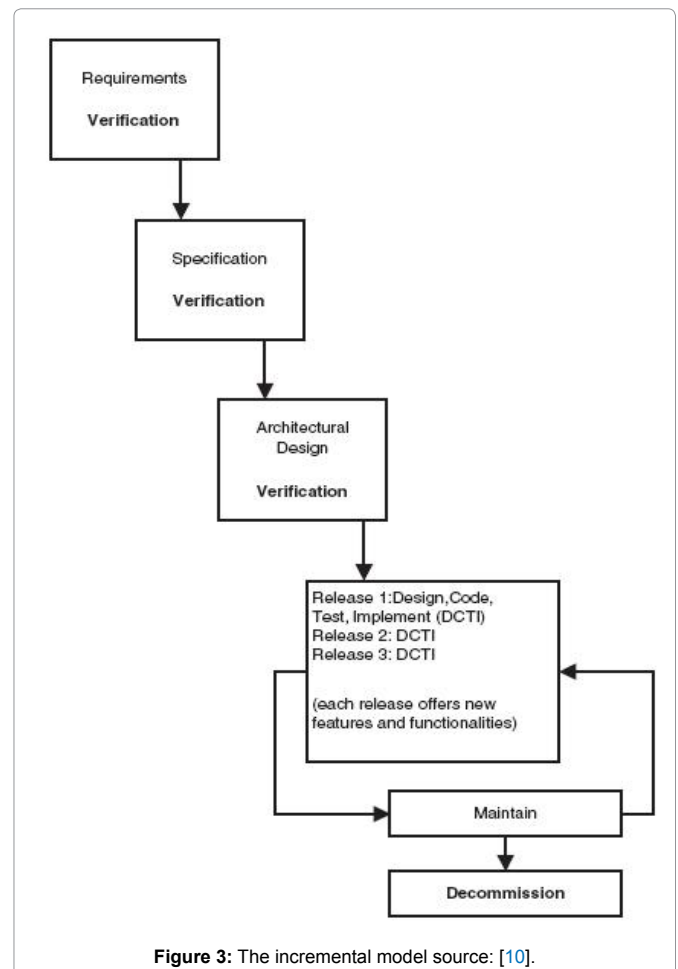 Requirements
Verification
Specification
Verification
Architectural
Design
Verification
Release 1:Design,Code,
Test, Implement (DCTI)
Release 2: DCTI
Release 3: DCTI
(each release offers new
features and functionalities)
Maintain
Decommission
Figure 3: The incremental model source: [10].